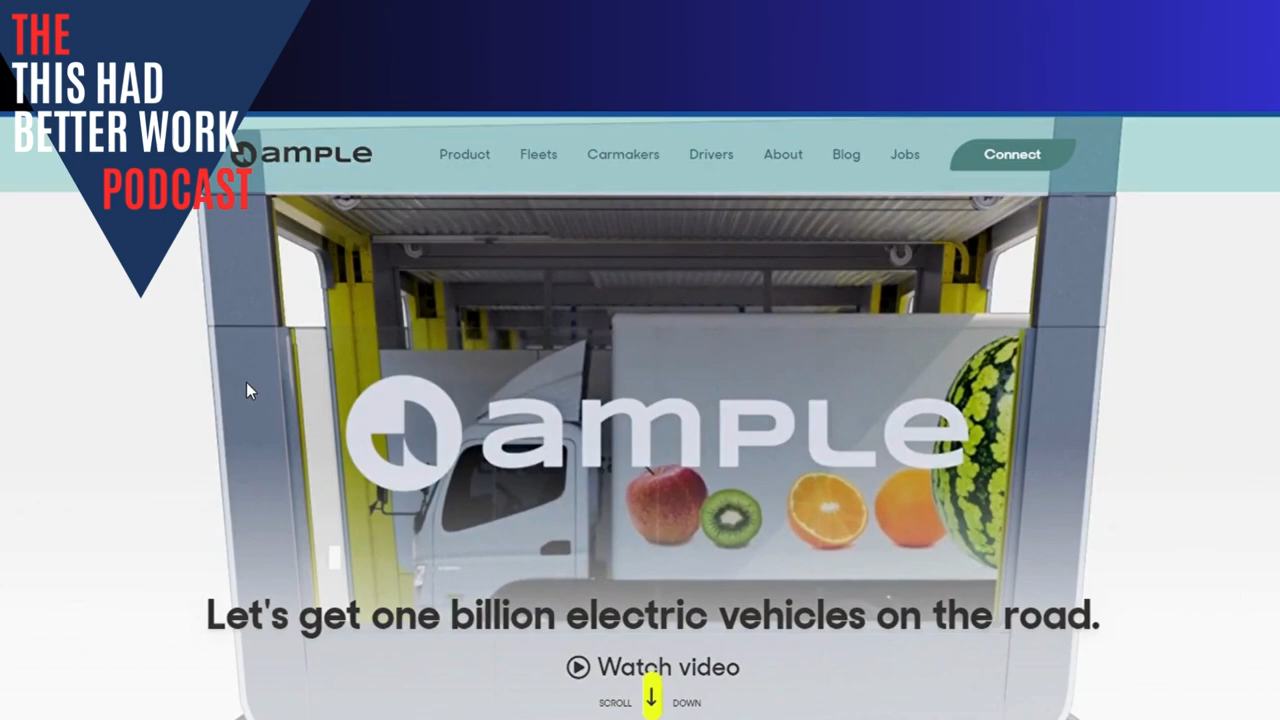 THE
THIS HAD
BETTER WORK
PODCAST
AMPLE
Product Fleets Carmakers Drivers About Blog Jobs Connect
AMPLE
Let's get one billion electric vehicles on the road.
Watch video
SCROLL DOWN